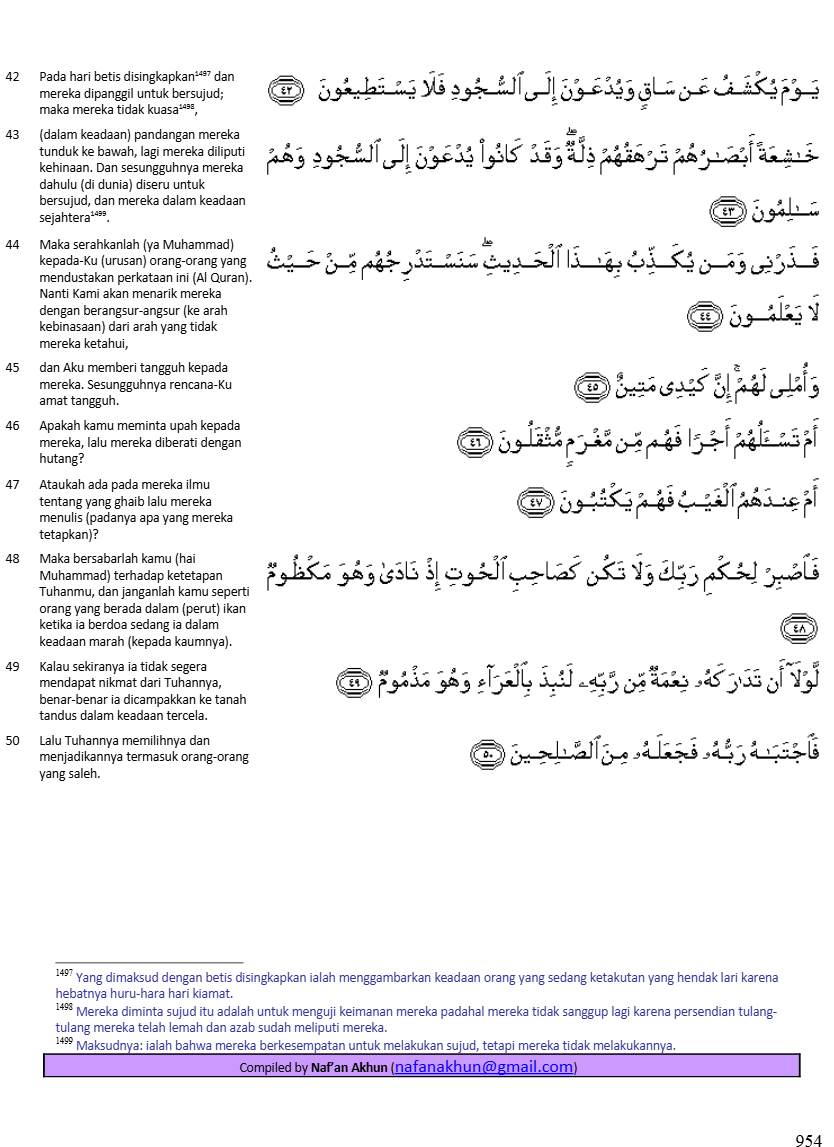 42 Pada hari betis disingkapkan¹⁴⁹⁷ dan
mereka dipanggil untuk bersujud;
maka mereka tidak kuasa¹⁴⁹⁸,
يَوْمَ يُكْشَفُ عَن سَاقٍ وَيُدْعَوْنَ إِلَى ٱلسُّجُودِ فَلَا يَسْتَطِيعُونَ ٤٢
43 (dalam keadaan) pandangan mereka
tunduk ke bawah, lagi mereka diliputi
kehinaan. Dan sesungguhnya mereka
dahulu (di dunia) diseru untuk
bersujud, dan mereka dalam keadaan
sejahtera¹⁴⁹⁹.
خَـٰشِعَةً أَبْصَـٰرُهُمْ تَرْهَقُهُمْ ذِلَّةٌ ۖ وَقَدْ كَانُوا۟ يُدْعَوْنَ إِلَى ٱلسُّجُودِ وَهُمْ
سَـٰلِمُونَ ٤٣
44 Maka serahkanlah (ya Muhammad)
kepada-Ku (urusan) orang-orang yang
mendustakan perkataan ini (Al Quran).
Nanti Kami akan menarik mereka
dengan berangsur-angsur (ke arah
kebinasaan) dari arah yang tidak
mereka ketahui,
فَذَرْنِى وَمَن يُكَذِّبُ بِهَـٰذَا ٱلْحَدِيثِ ۖ سَنَسْتَدْرِجُهُم مِّنْ حَيْثُ
لَا يَعْلَمُونَ ٤٤
45 dan Aku memberi tangguh kepada
mereka. Sesungguhnya rencana-Ku
amat tangguh.
وَأُمْلِى لَهُمْ ۚ إِنَّ كَيْدِى مَتِينٌ ٤٥
46 Apakah kamu meminta upah kepada
mereka, lalu mereka diberati dengan
hutang?
أَمْ تَسْـَٔلُهُمْ أَجْرًا فَهُم مِّن مَّغْرَمٍ مُّثْقَلُونَ ٤٦
47 Ataukah ada pada mereka ilmu
tentang yang ghaib lalu mereka
menulis (padanya apa yang mereka
tetapkan)?
أَمْ عِندَهُمُ ٱلْغَيْبُ فَهُمْ يَكْتُبُونَ ٤٧
48 Maka bersabarlah kamu (hai
Muhammad) terhadap ketetapan
Tuhanmu, dan janganlah kamu seperti
orang yang berada dalam (perut) ikan
ketika ia berdoa sedang ia dalam
keadaan marah (kepada kaumnya).
فَٱصْبِرْ لِحُكْمِ رَبِّكَ وَلَا تَكُن كَصَاحِبِ ٱلْحُوتِ إِذْ نَادَىٰ وَهُوَ مَكْظُومٌ
٤٨
49 Kalau sekiranya ia tidak segera
mendapat nikmat dari Tuhannya,
benar-benar ia dicampakkan ke tanah
tandus dalam keadaan tercela.
لَّوْلَآ أَن تَدَٰرَكَهُۥ نِعْمَةٌ مِّن رَّبِّهِۦ لَنُبِذَ بِٱلْعَرَآءِ وَهُوَ مَذْمُومٌ ٤٩
50 Lalu Tuhannya memilihnya dan
menjadikannya termasuk orang-orang
yang saleh.
فَٱجْتَبَـٰهُ رَبُّهُۥ فَجَعَلَهُۥ مِنَ ٱلصَّـٰلِحِينَ ٥٠
¹⁴⁹⁷ Yang dimaksud dengan betis disingkapkan ialah menggambarkan keadaan orang yang sedang ketakutan yang hendak lari karena
hebatnya huru-hara hari kiamat.
¹⁴⁹⁸ Mereka diminta sujud itu adalah untuk menguji keimanan mereka padahal mereka tidak sanggup lagi karena persendian tulang-
tulang mereka telah lemah dan azab sudah meliputi mereka.
¹⁴⁹⁹ Maksudnya: ialah bahwa mereka berkesempatan untuk melakukan sujud, tetapi mereka tidak melakukannya.
Compiled by Naf’an Akhun (nafanakhun@gmail.com)
954